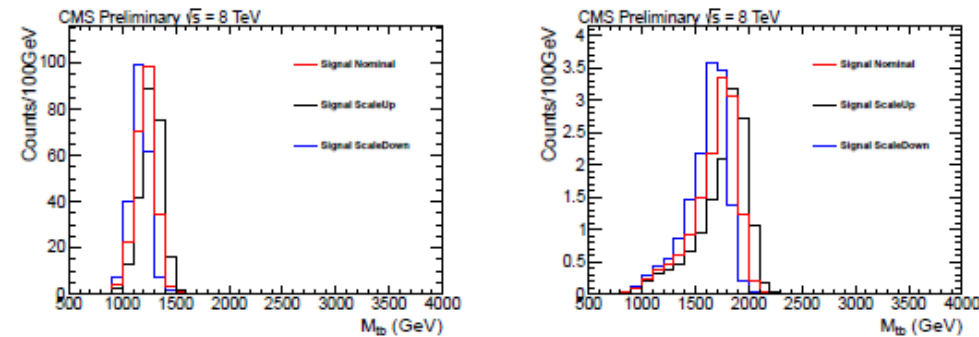 CMS Preliminary √s = 8 TeV
Counts/100GeV
100
80
60
40
20
0
Signal Nominal
Signal ScaleUp
Signal ScaleDown
500 1000 1500 2000 2500 3000 3500 4000
M_tb (GeV)
CMS Preliminary √s = 8 TeV
Counts/100GeV
4
3.5
3
2.5
2
1.5
1
0.5
0
Signal Nominal
Signal ScaleUp
Signal ScaleDown
500 1000 1500 2000 2500 3000 3500 4000
M_tb (GeV)